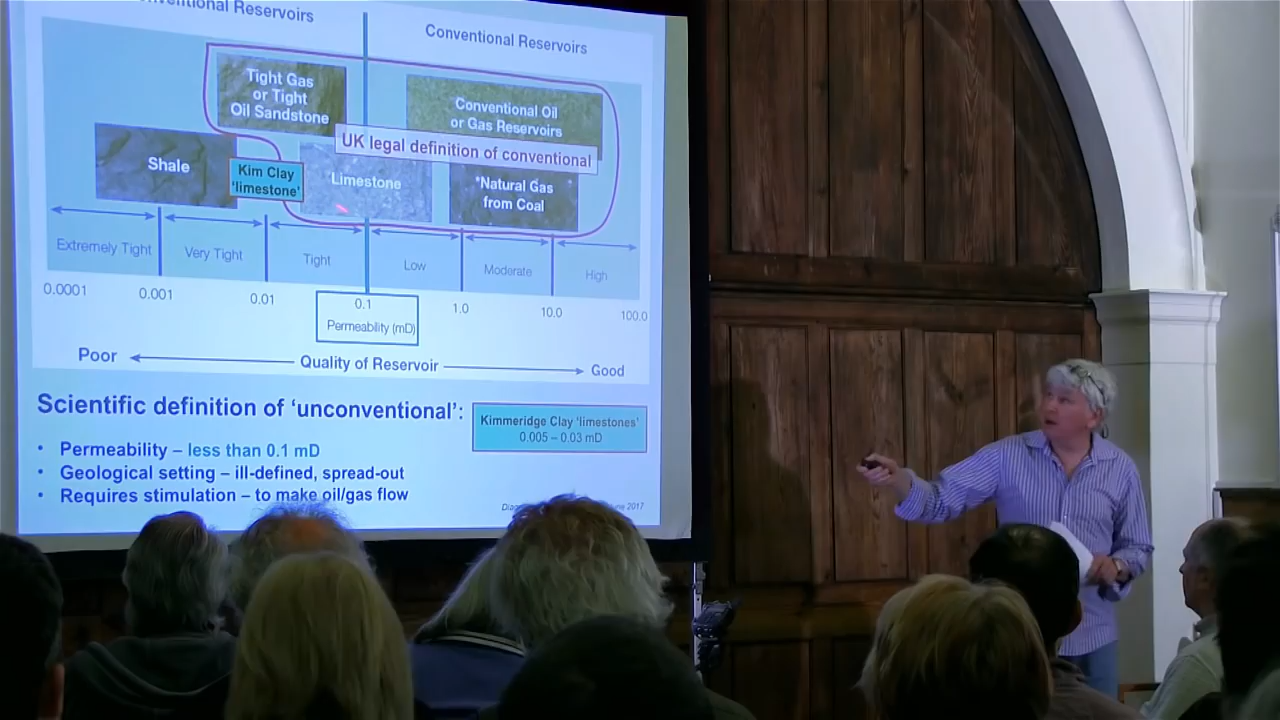 Reservoirs
Conventional Reservoirs
Tight Gas
or Tight
Oil Sandstone
Conventional Oil
or Gas Reservoirs
UK legal definition of conventional
Shale
Kim Clay
'limestone'
Limestone
*Natural Gas
from Coal
Extremely Tight
Very Tight
Tight
Low
Moderate
High
0.0001
0.001
0.01
0.1
1.0
10.0
100.0
Permeability (mD)
Poor
Quality of Reservoir
Good
Scientific definition of 'unconventional':
Kimmeridge Clay 'limestones'
0.005 – 0.03 mD
• Permeability – less than 0.1 mD
• Geological setting – ill-defined, spread-out
• Requires stimulation – to make oil/gas flow
2017